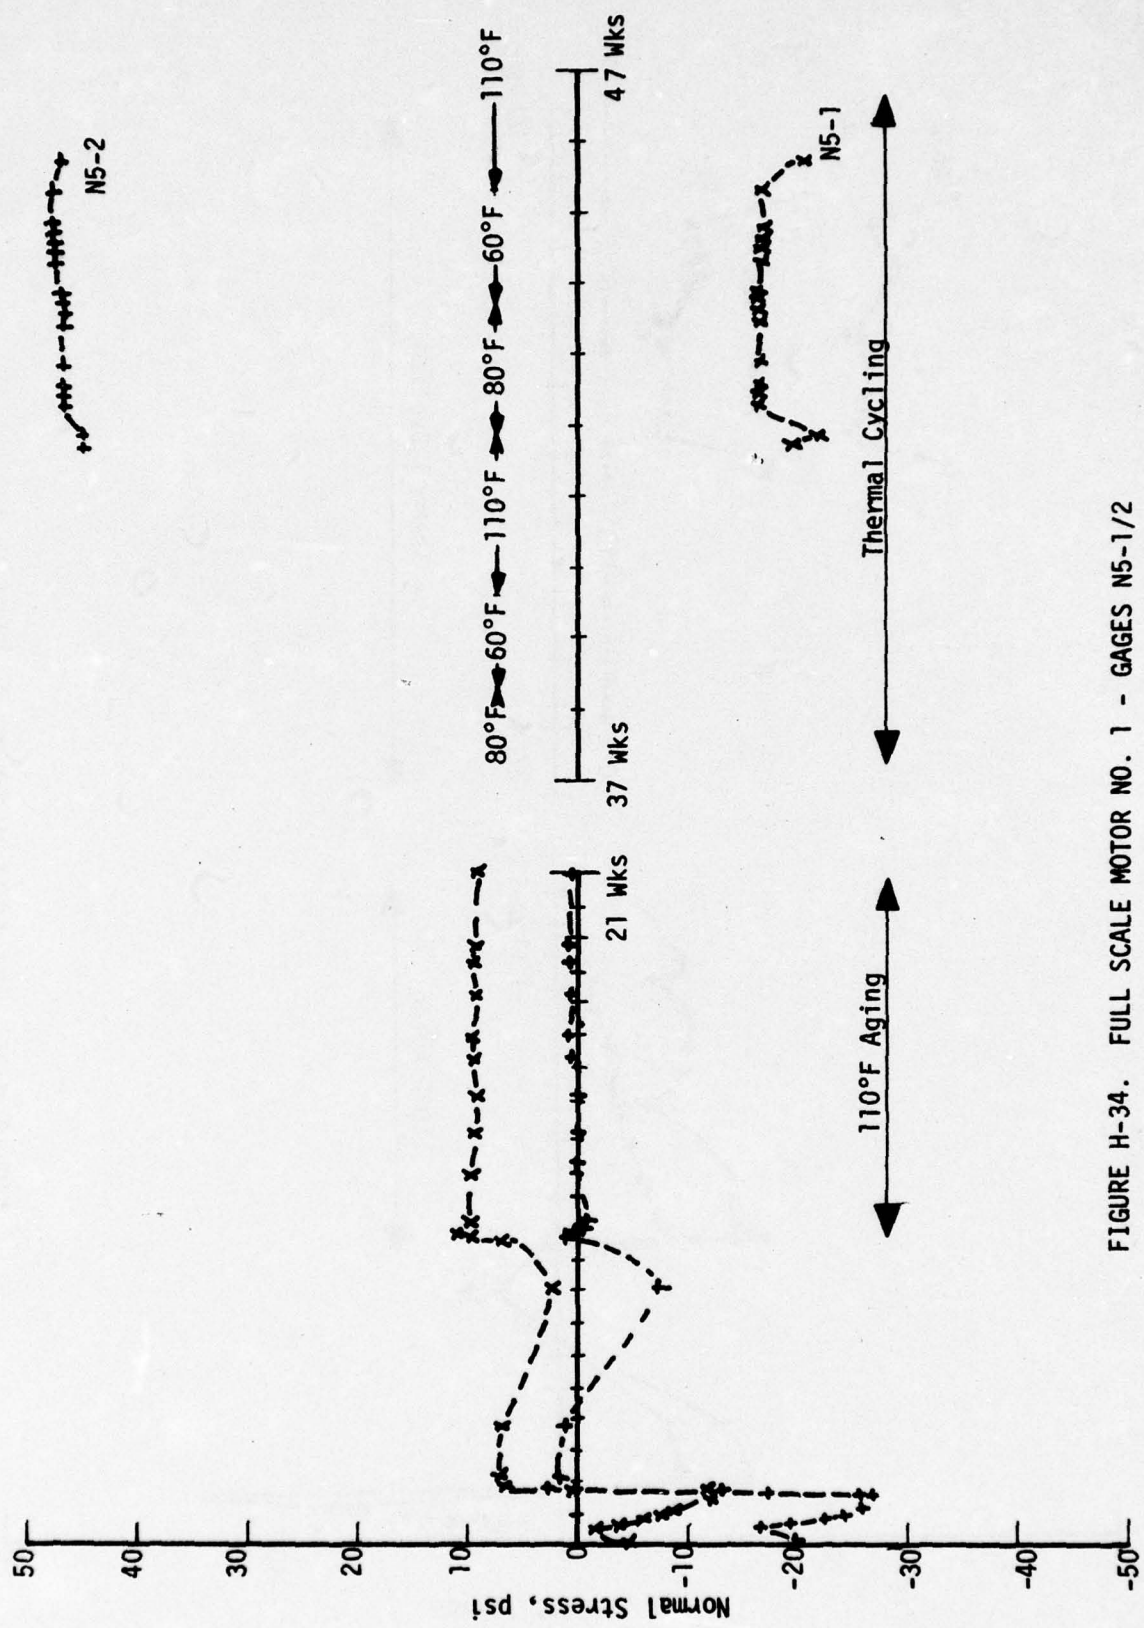 50
40
30
20
10
0
-10
-20
-30
-40
-50
Normal Stress, psi
21 Wks
37 Wks
47 Wks
80°F 60°F 110°F 80°F 60°F 110°F
N5-2
N5-1
110°F Aging
Thermal Cycling
FIGURE H-34. FULL SCALE MOTOR NO. 1 - GAGES N5-1/2